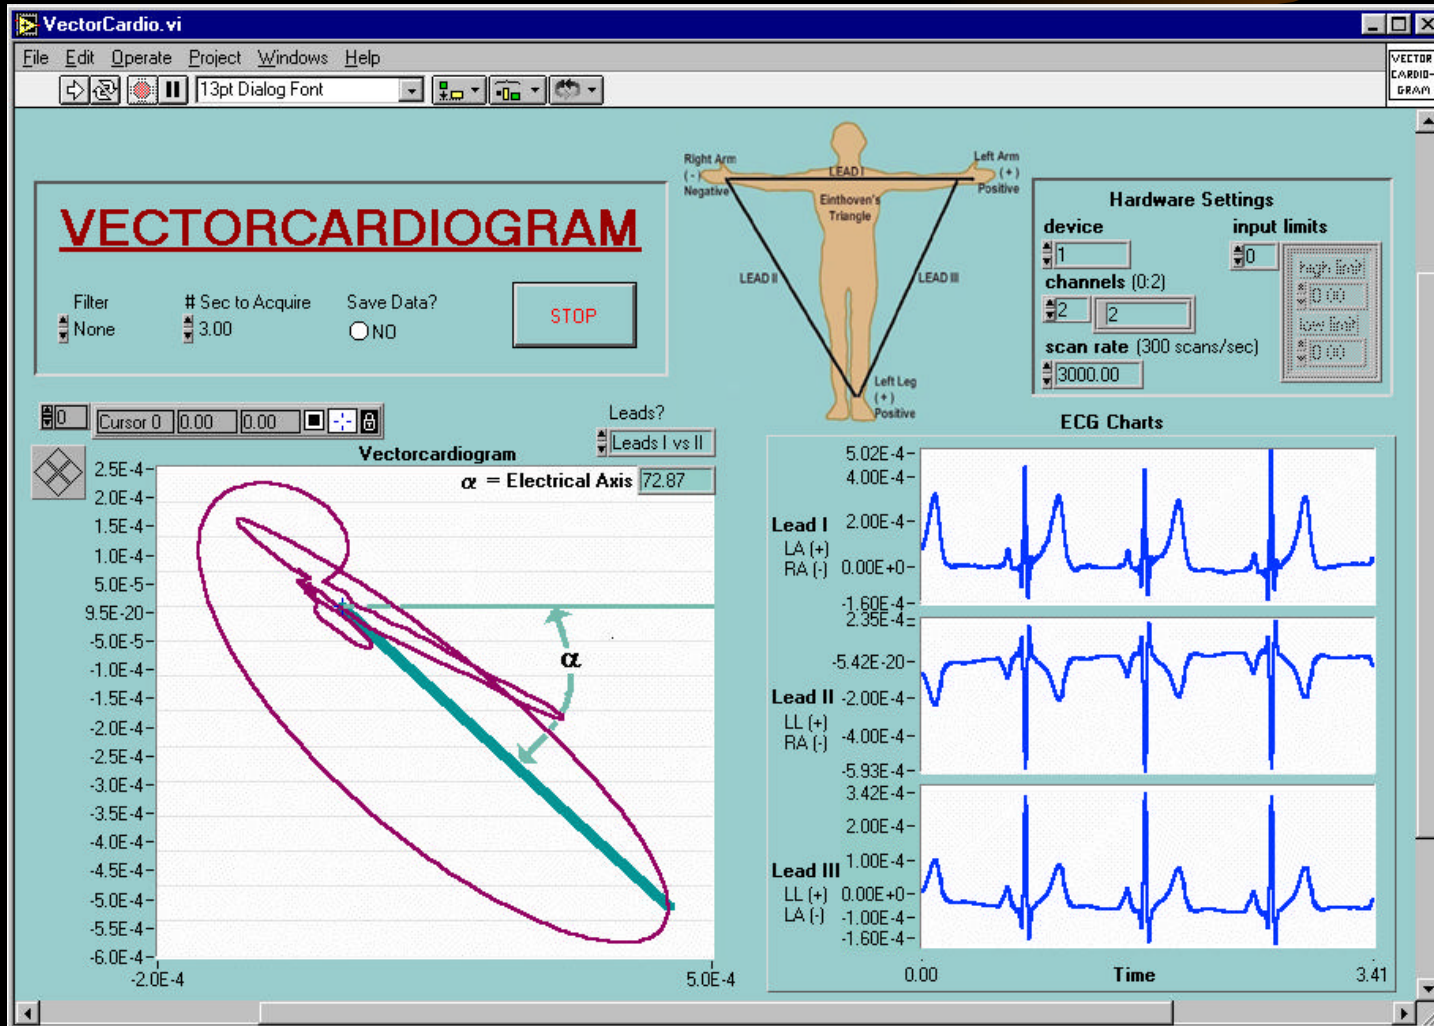 VectorCardio.vi
File Edit Operate Project Windows Help
13pt Dialog Font
VECTOR
CARDIO-
GRAM
VECTORCARDIOGRAM
Filter
None
# Sec to Acquire
3.00
Save Data?
NO
STOP
Right Arm
(-)
Negative
LEAD I
Left Arm
(+)
Positive
Einthoven's
Triangle
LEAD II
LEAD III
Left Leg
(+)
Positive
Hardware Settings
device
1
input limits
0
channels (0:2)
2
2
high limit
0.00
low limit
0.00
scan rate (300 scans/sec)
3000.00
0
Cursor 0 0.00 0.00
Leads?
Leads I vs II
Vectorcardiogram
α = Electrical Axis 72.87
2.5E-4
2.0E-4
1.5E-4
1.0E-4
5.0E-5
9.5E-20
-5.0E-5
-1.0E-4
-1.5E-4
-2.0E-4
-2.5E-4
-3.0E-4
-3.5E-4
-4.0E-4
-4.5E-4
-5.0E-4
-5.5E-4
-6.0E-4
-2.0E-4
5.0E-4
α
ECG Charts
Lead I
LA (+)
RA (-)
5.02E-4
4.00E-4
2.00E-4
0.00E+0
-1.60E-4
Lead II
LL (+)
RA (-)
2.35E-4
-5.42E-20
-2.00E-4
-4.00E-4
-5.93E-4
Lead III
LL (+)
LA (-)
3.42E-4
2.00E-4
1.00E-4
0.00E+0
-1.00E-4
-1.60E-4
0.00 Time 3.41